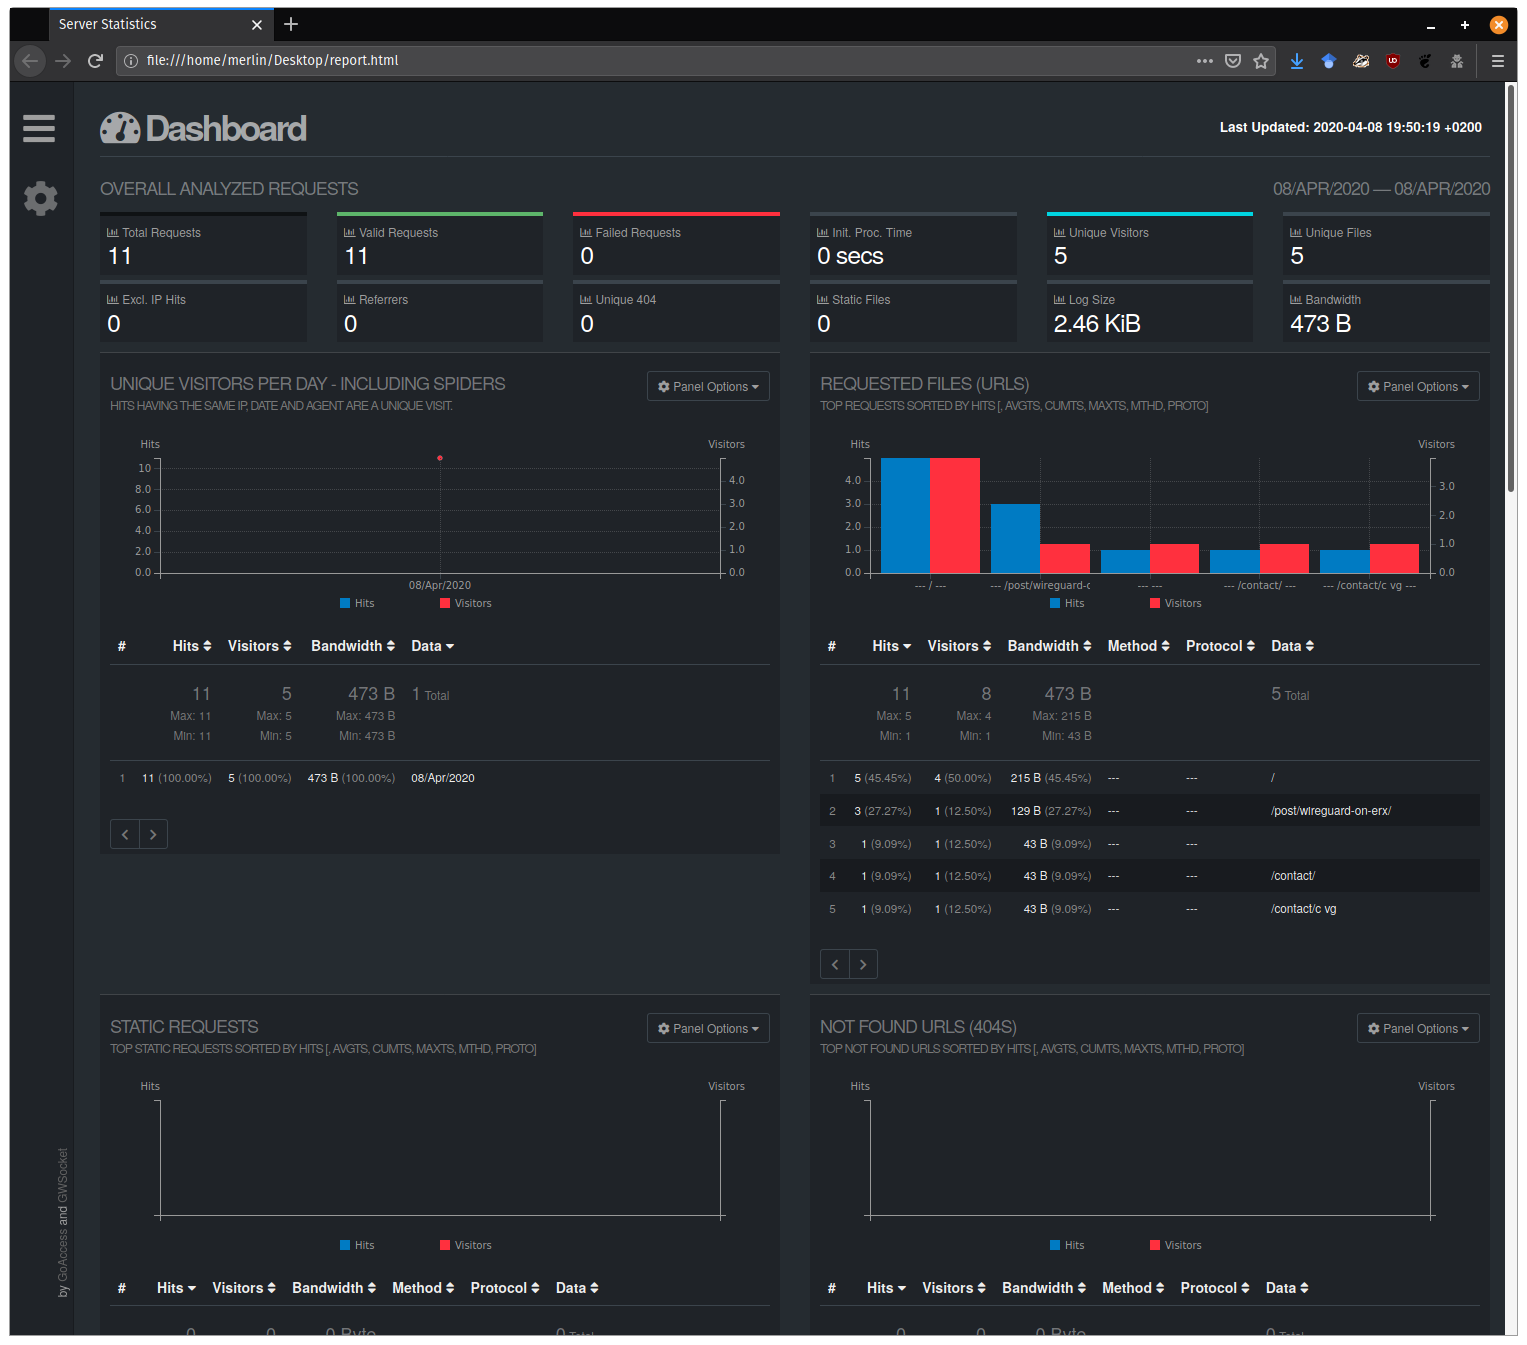 Server Statistics
file:///home/merlin/Desktop/report.html
Dashboard
Last Updated: 2020-04-08 19:50:19 +0200
OVERALL ANALYZED REQUESTS
08/APR/2020 — 08/APR/2020
Total Requests
11
Valid Requests
11
Failed Requests
0
Init. Proc. Time
0 secs
Unique Visitors
5
Unique Files
5
Excl. IP Hits
0
Referrers
0
Unique 404
0
Static Files
0
Log Size
2.46 KiB
Bandwidth
473 B
UNIQUE VISITORS PER DAY - INCLUDING SPIDERS
Panel Options
HITS HAVING THE SAME IP, DATE AND AGENT ARE A UNIQUE VISIT.
Hits
Visitors
10
8.0
6.0
4.0
2.0
0.0
4.0
3.0
2.0
1.0
0.0
08/Apr/2020
Hits
Visitors
# Hits Visitors Bandwidth Data
11 5 473 B 1 Total
Max: 11 Max: 5 Max: 473 B
Min: 11 Min: 5 Min: 473 B
1 11 (100.00%) 5 (100.00%) 473 B (100.00%) 08/Apr/2020
REQUESTED FILES (URLS)
Panel Options
TOP REQUESTS SORTED BY HITS [, AVGTS, CUMTS, MAXTS, MTHD, PROTO]
Hits
Visitors
4.0
3.0
2.0
1.0
0.0
3.0
2.0
1.0
0.0
--- / ---
--- /post/wireguard-c
--- ---
--- /contact/ ---
--- /contact/c vg ---
Hits
Visitors
# Hits Visitors Bandwidth Method Protocol Data
11 8 473 B 5 Total
Max: 5 Max: 4 Max: 215 B
Min: 1 Min: 1 Min: 43 B
1 5 (45.45%) 4 (50.00%) 215 B (45.45%) --- --- /
2 3 (27.27%) 1 (12.50%) 129 B (27.27%) --- --- /post/wireguard-on-erx/
3 1 (9.09%) 1 (12.50%) 43 B (9.09%) --- ---
4 1 (9.09%) 1 (12.50%) 43 B (9.09%) --- --- /contact/
5 1 (9.09%) 1 (12.50%) 43 B (9.09%) --- --- /contact/c vg
STATIC REQUESTS
Panel Options
TOP STATIC REQUESTS SORTED BY HITS [, AVGTS, CUMTS, MAXTS, MTHD, PROTO]
Hits
Visitors
Hits
Visitors
# Hits Visitors Bandwidth Method Protocol Data
0 0 0 Byte 0 Total
NOT FOUND URLS (404S)
Panel Options
TOP NOT FOUND URLS SORTED BY HITS [, AVGTS, CUMTS, MAXTS, MTHD, PROTO]
Hits
Visitors
Hits
Visitors
# Hits Visitors Bandwidth Method Protocol Data
0 0 0 Byte 0 Total
by GoAccess and GWSocket